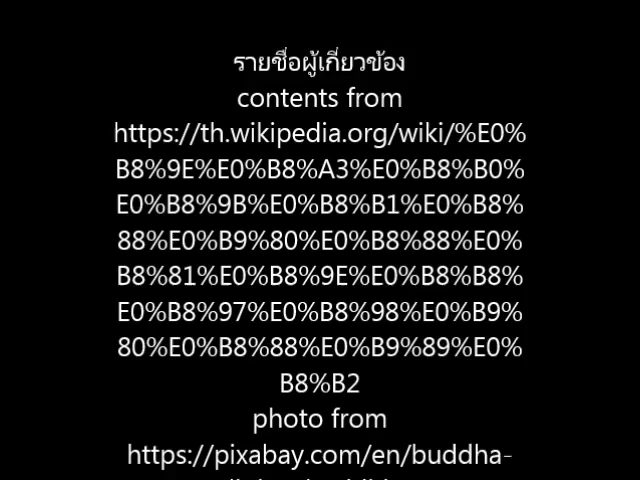 รายชื่อผู้เกี่ยวข้อง
contents from
https://th.wikipedia.org/wiki/%E0%
B8%9E%E0%B8%A3%E0%B8%B0%
E0%B8%9B%E0%B8%B1%E0%B8%
88%E0%B9%80%E0%B8%88%E0%
B8%81%E0%B8%9E%E0%B8%B8%
E0%B8%97%E0%B8%98%E0%B9%
80%E0%B8%88%E0%B9%89%E0%
B8%B2
photo from
https://pixabay.com/en/buddha-